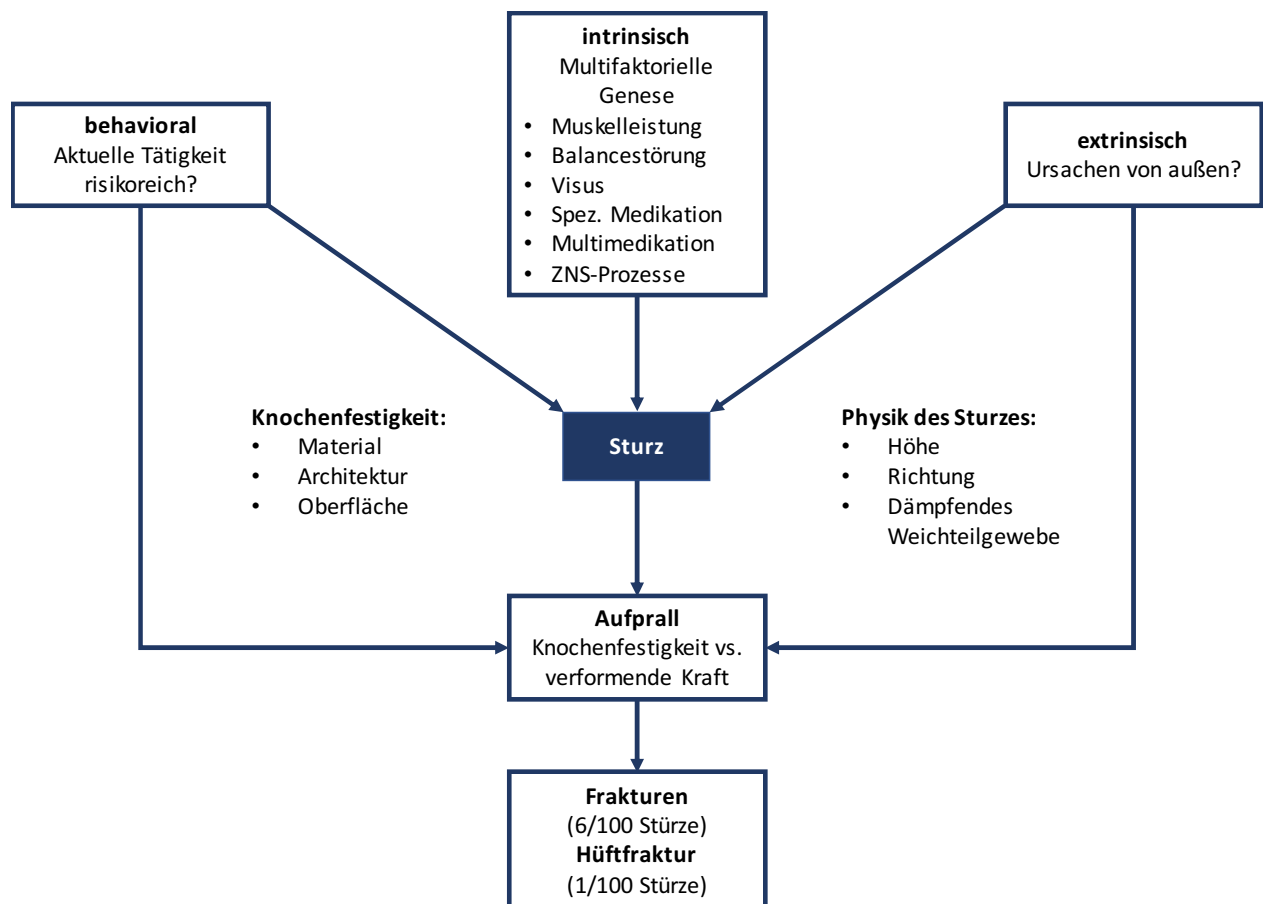 intrinsisch
Multifaktorielle
Genese
• Muskelleistung
• Balancestörung
• Visus
• Spez. Medikation
• Multimedikation
• ZNS-Prozesse
behavioral
Aktuelle Tätigkeit
risikoreich?
extrinsisch
Ursachen von außen?
Knochenfestigkeit:
• Material
• Architektur
• Oberfläche
Sturz
Physik des Sturzes:
• Höhe
• Richtung
• Dämpfendes
Weichteilgewebe
Aufprall
Knochenfestigkeit vs.
verformende Kraft
Frakturen
(6/100 Stürze)
Hüftfraktur
(1/100 Stürze)